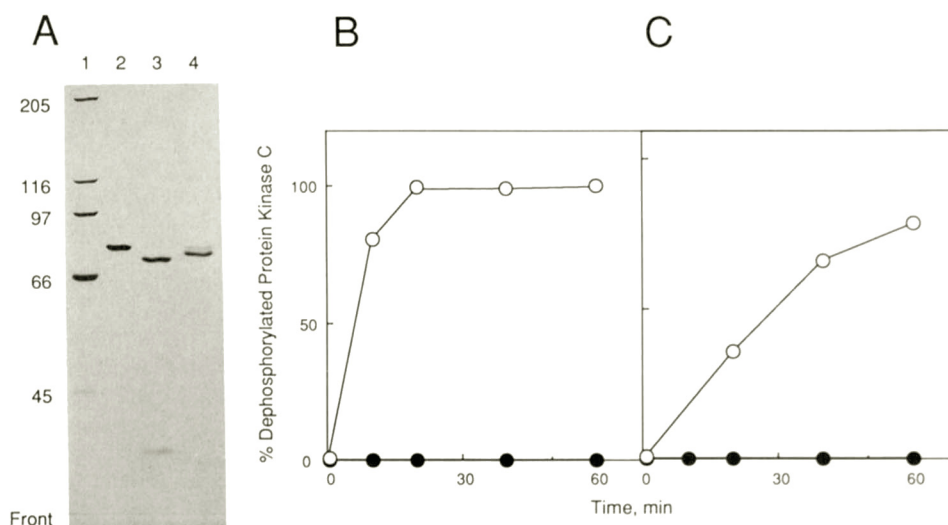 A
1 2 3 4
205
116
97
66
45
Front
B
% Dephosphorylated Protein Kinase C
100
50
0
0 30 60
C
0 30 60
Time, min